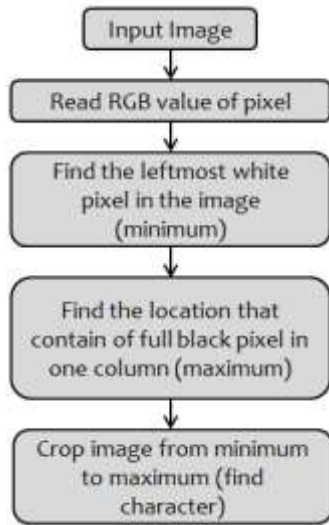 Input Image
Read RGB value of pixel
Find the leftmost white
pixel in the image
(minimum)
Find the location that
contain of full black pixel in
one column (maximum)
Crop image from minimum
to maximum (find
character)